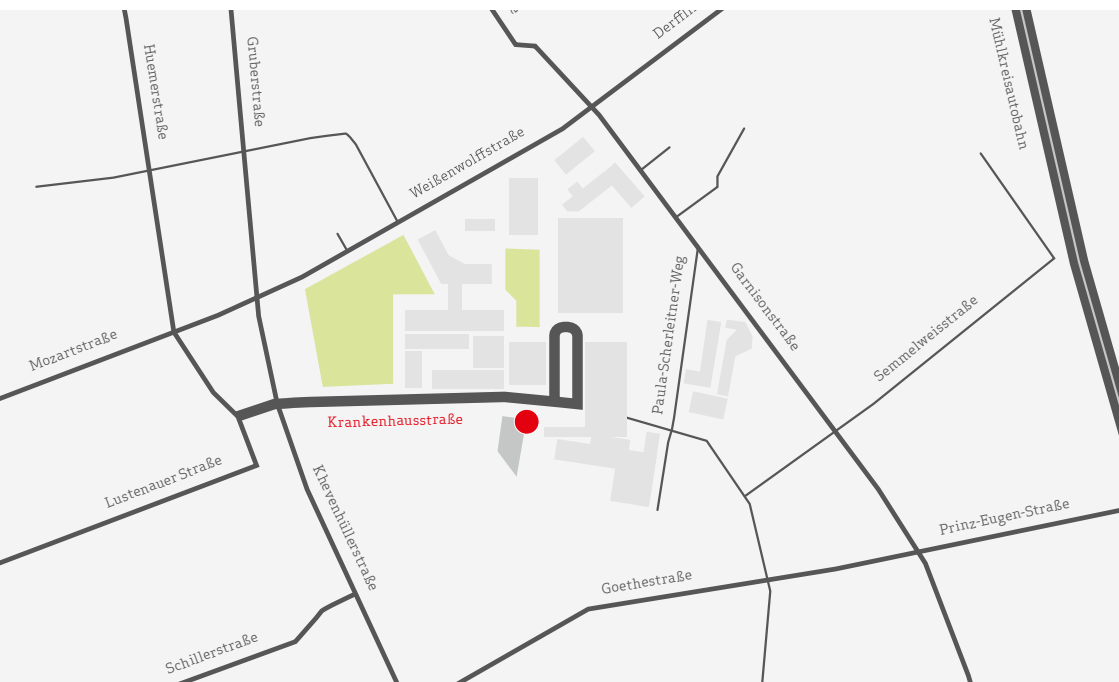 Derffl
Huemerstraße
Gruberstraße
Mühlkreisautobahn
Weißenwolffstraße
Paula-Scherleitner-Weg
Garnisonstraße
Semmelweisstraße
Mozartstraße
Krankenhausstraße
Lustenauer Straße
Khevenhüllerstraße
Prinz-Eugen-Straße
Goethestraße
Schillerstraße